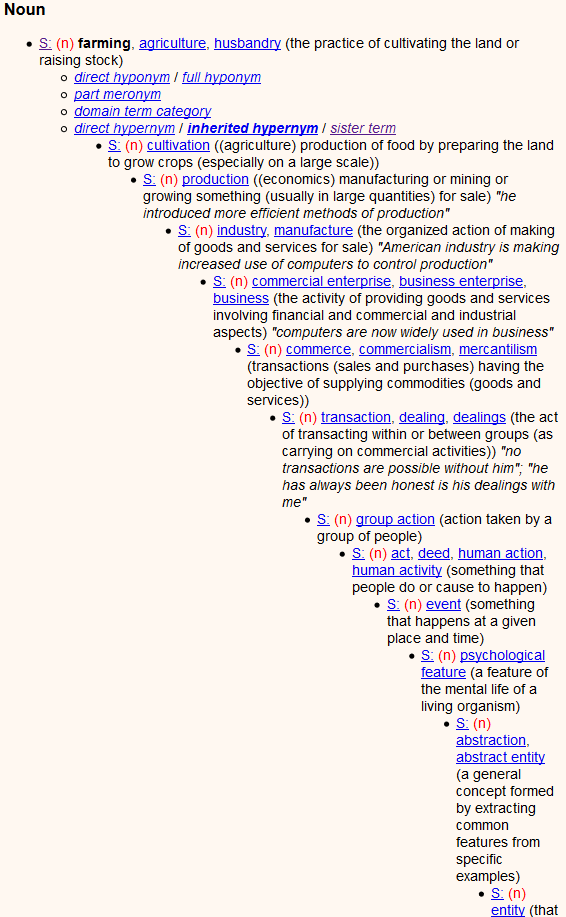 Noun
S: (n) farming, agriculture, husbandry (the practice of cultivating the land or
raising stock)
direct hyponym / full hyponym
part meronym
domain term category
direct hypernym / inherited hypernym / sister term
S: (n) cultivation ((agriculture) production of food by preparing the land
to grow crops (especially on a large scale))
S: (n) production ((economics) manufacturing or mining or
growing something (usually in large quantities) for sale) "he
introduced more efficient methods of production"
S: (n) industry, manufacture (the organized action of making
of goods and services for sale) "American industry is making
increased use of computers to control production"
S: (n) commercial enterprise, business enterprise,
business (the activity of providing goods and services
involving financial and commercial and industrial
aspects) "computers are now widely used in business"
S: (n) commerce, commercialism, mercantilism
(transactions (sales and purchases) having the
objective of supplying commodities (goods and
services))
S: (n) transaction, dealing, dealings (the act
of transacting within or between groups (as
carrying on commercial activities)) "no
transactions are possible without him"; "he
has always been honest is his dealings with
me"
S: (n) group action (action taken by a
group of people)
S: (n) act, deed, human action,
human activity (something that
people do or cause to happen)
S: (n) event (something
that happens at a given
place and time)
S: (n) psychological
feature (a feature of
the mental life of a
living organism)
S: (n)
abstraction,
abstract entity
(a general
concept formed
by extracting
common
features from
specific
examples)
S: (n)
entity (that